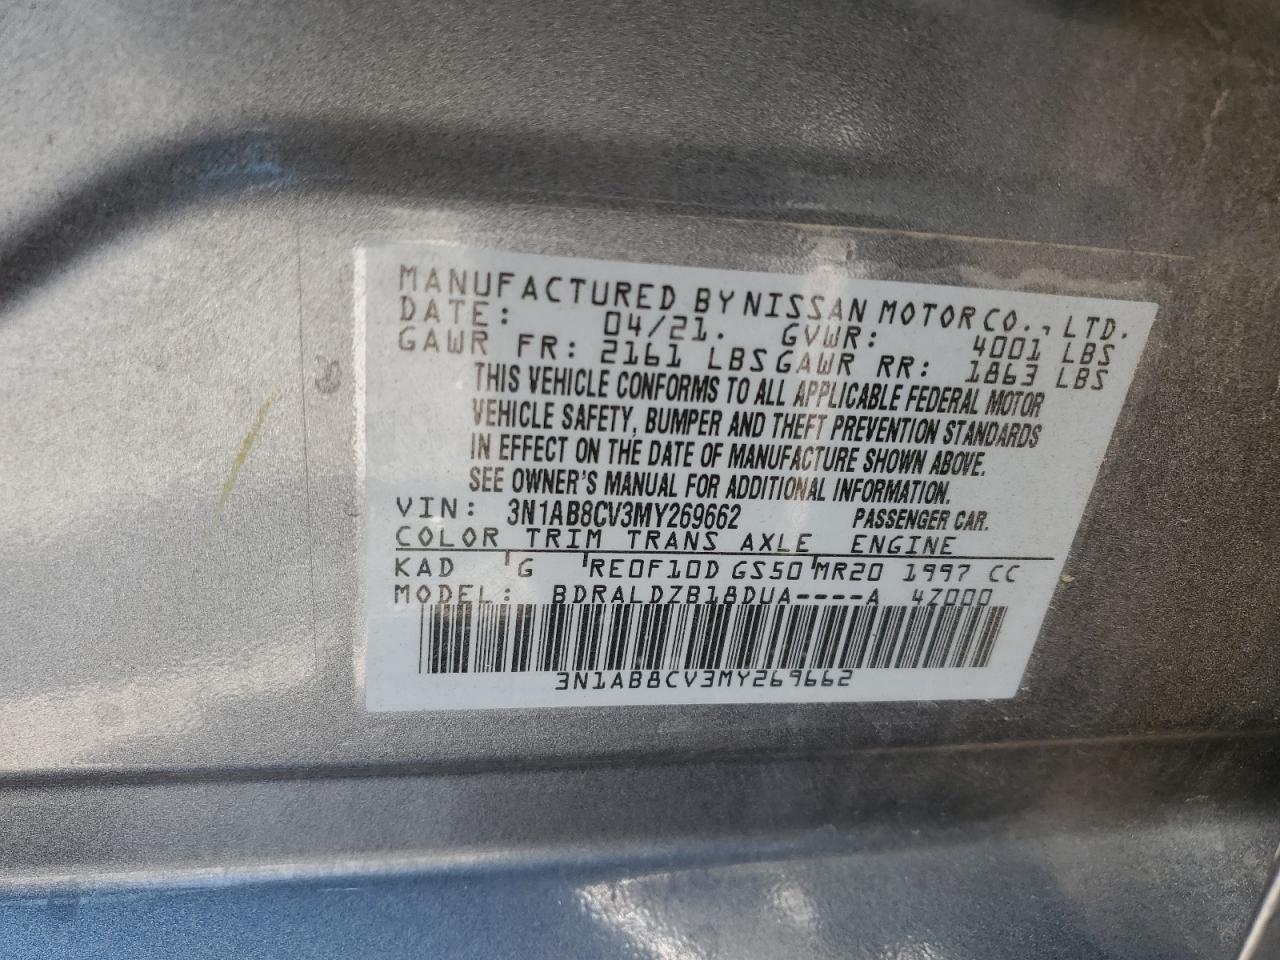 MANUFACTURED BY NISSAN MOTOR CO., LTD.
DATE: 04/21. GVWR: 4001 LBS
GAWR FR: 2161 LBS GAWR RR: 1863 LBS
THIS VEHICLE CONFORMS TO ALL APPLICABLE FEDERAL MOTOR
VEHICLE SAFETY, BUMPER AND THEFT PREVENTION STANDARDS
IN EFFECT ON THE DATE OF MANUFACTURE SHOWN ABOVE.
SEE OWNER'S MANUAL FOR ADDITIONAL INFORMATION.
VIN: 3N1AB8CV3MY269662 PASSENGER CAR.
COLOR TRIM TRANS AXLE ENGINE
KAD G RE0F10D GS50 MR20 1997 CC
MODEL: BDRALDZB18DUA----A 4Z000
3N1AB8CV3MY269662